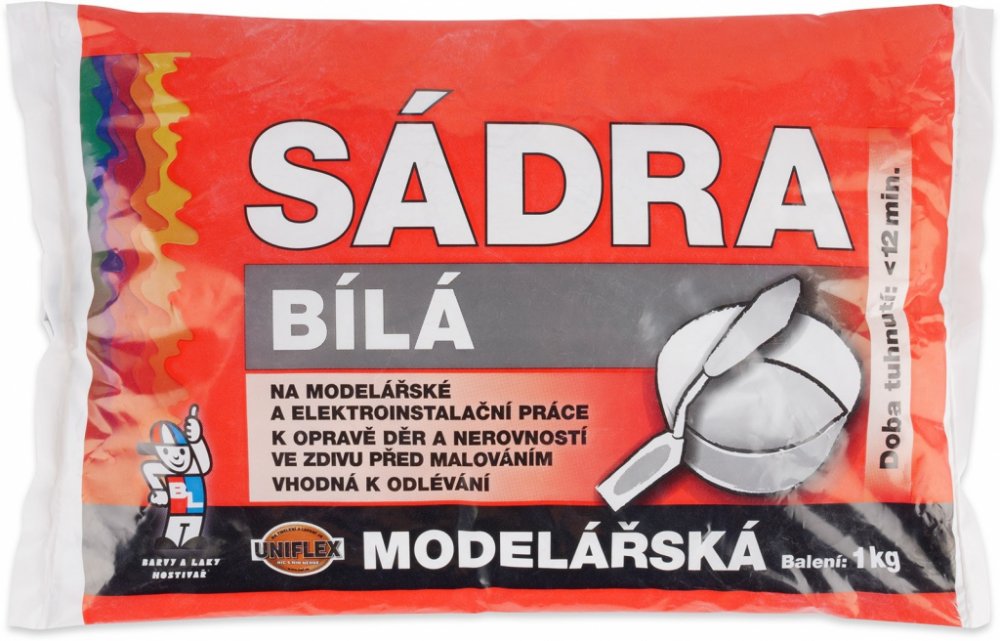 SÁDRA
BÍLÁ
NA MODELÁŘSKÉ
A ELEKTROINSTALAČNÍ PRÁCE
K OPRAVĚ DĚR A NEROVNOSTÍ
VE ZDIVU PŘED MALOVÁNÍM
VHODNÁ K ODLÉVÁNÍ
Doba tuhnutí: <12 min.
BL
T
BARVY A LAKY
HOSTIVAŘ
UNIFLEX
MODELÁŘSKÁ
Balení: 1kg